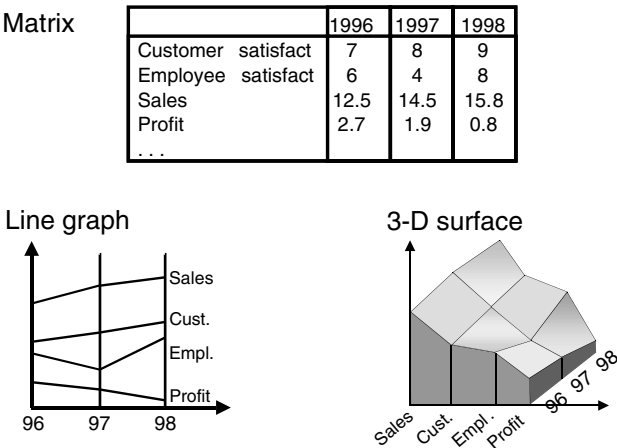 Matrix
1996 1997 1998
Customer satisfact 7 8 9
Employee satisfact 6 4 8
Sales 12.5 14.5 15.8
Profit 2.7 1.9 0.8
. . .
Line graph
Sales
Cust.
Empl.
Profit
96 97 98
3-D surface
Sales Cust. Empl. Profit
96 97 98